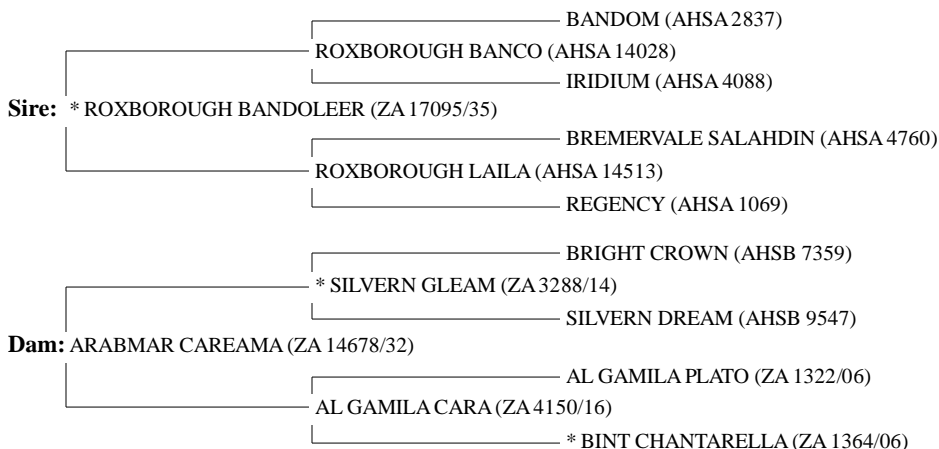 BANDOM (AHSA 2837)
ROXBOROUGH BANCO (AHSA 14028)
IRIDIUM (AHSA 4088)
Sire: * ROXBOROUGH BANDOLEER (ZA 17095/35)
BREMERVALE SALAHDIN (AHSA 4760)
ROXBOROUGH LAILA (AHSA 14513)
REGENCY (AHSA 1069)
BRIGHT CROWN (AHSB 7359)
* SILVERN GLEAM (ZA 3288/14)
SILVERN DREAM (AHSB 9547)
Dam: ARABMAR CAREAMA (ZA 14678/32)
AL GAMILA PLATO (ZA 1322/06)
AL GAMILA CARA (ZA 4150/16)
* BINT CHANTARELLA (ZA 1364/06)